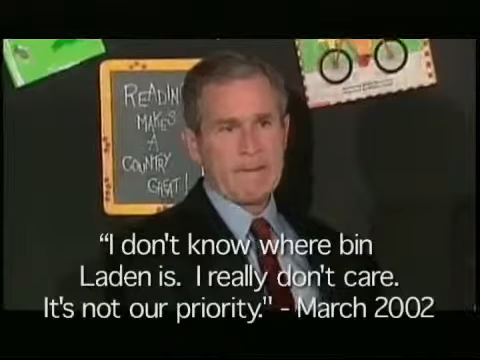 READIN
MAKES
A
COUNTRY
GREAT!
“I don't know where bin
Laden is.  I really don't care.
It's not our priority." - March 2002